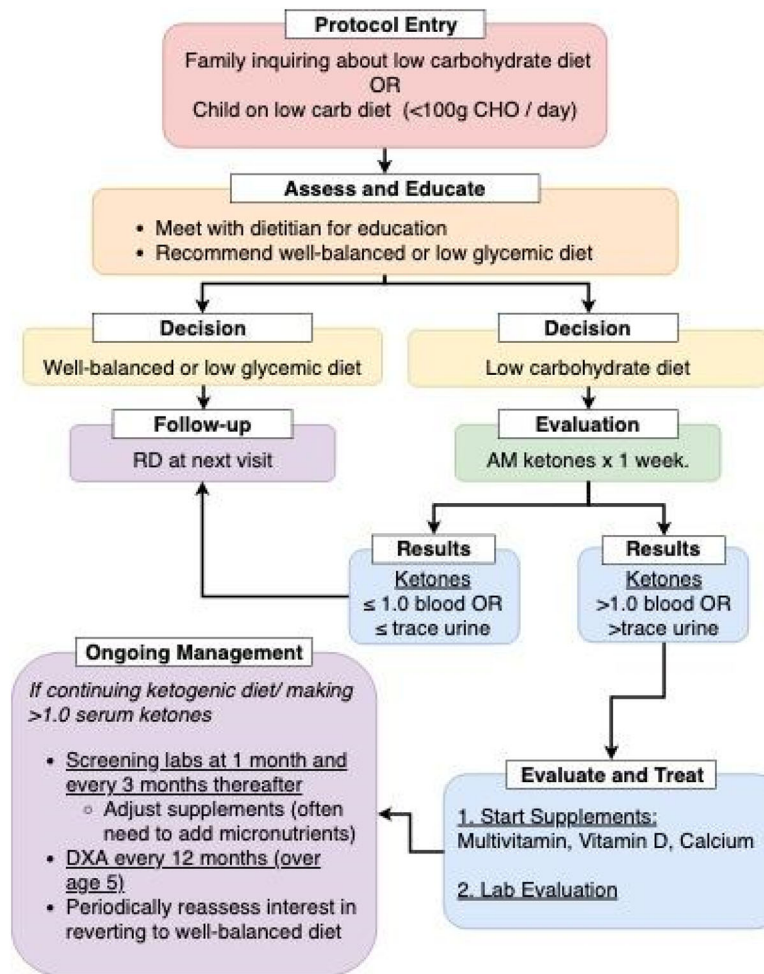 Protocol Entry
Family inquiring about low carbohydrate diet
OR
Child on low carb diet (<100g CHO / day)
Assess and Educate
• Meet with dietitian for education
• Recommend well-balanced or low glycemic diet
Decision
Well-balanced or low glycemic diet
Decision
Low carbohydrate diet
Follow-up
RD at next visit
Evaluation
AM ketones x 1 week.
Results
Ketones
≤ 1.0 blood OR
≤ trace urine
Results
Ketones
>1.0 blood OR
>trace urine
Evaluate and Treat
1. Start Supplements:
Multivitamin, Vitamin D, Calcium
2. Lab Evaluation
Ongoing Management
If continuing ketogenic diet/ making
>1.0 serum ketones
• Screening labs at 1 month and
every 3 months thereafter
○ Adjust supplements (often
need to add micronutrients)
• DXA every 12 months (over
age 5)
• Periodically reassess interest in
reverting to well-balanced diet